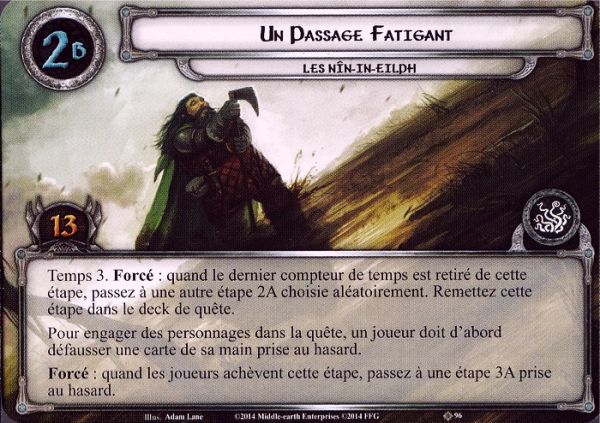 2B
Un Passage Fatigant
Les Nîn-in-Eilph
13
Temps 3. Forcé : quand le dernier compteur de temps est retiré de cette
étape, passez à une autre étape 2A choisie aléatoirement. Remettez cette
étape dans le deck de quête.
Pour engager des personnages dans la quête, un joueur doit d'abord
défausser une carte de sa main prise au hasard.
Forcé : quand les joueurs achèvent cette étape, passez à une étape 3A prise
au hasard.
Illus. Adam Lane ©2014 Middle-earth Enterprises ©2014 FFG 96